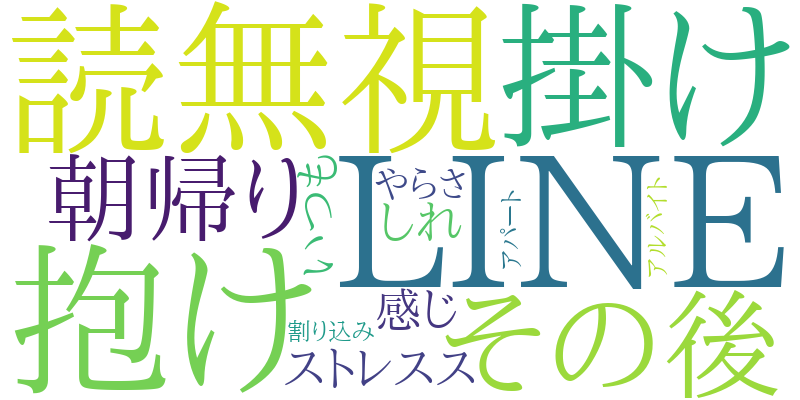 読無視
掛け
朝帰り
もつい
LINE
やらさ
しれ
アパート
アルバイト
抱け
感じ
割り込み
ストレスス
その後